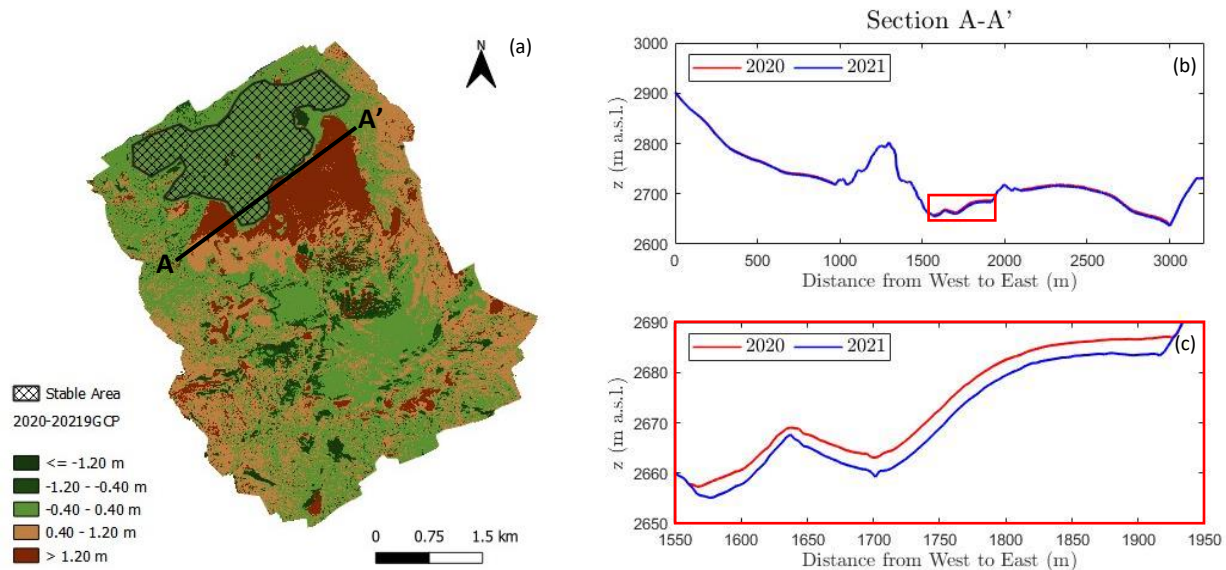 N
(a)
A'
A
Stable Area
2020-20219GCP
<= -1.20 m
-1.20 - -0.40 m
-0.40 - 0.40 m
0.40 - 1.20 m
> 1.20 m
0 0.75 1.5 km
Section A-A'
(b)
2020 2021
z (m a.s.l.)
3000
2900
2800
2700
2600
0 500 1000 1500 2000 2500 3000
Distance from West to East (m)
(c)
2020 2021
z (m a.s.l.)
2690
2680
2670
2660
2650
1550 1600 1650 1700 1750 1800 1850 1900 1950
Distance from West to East (m)